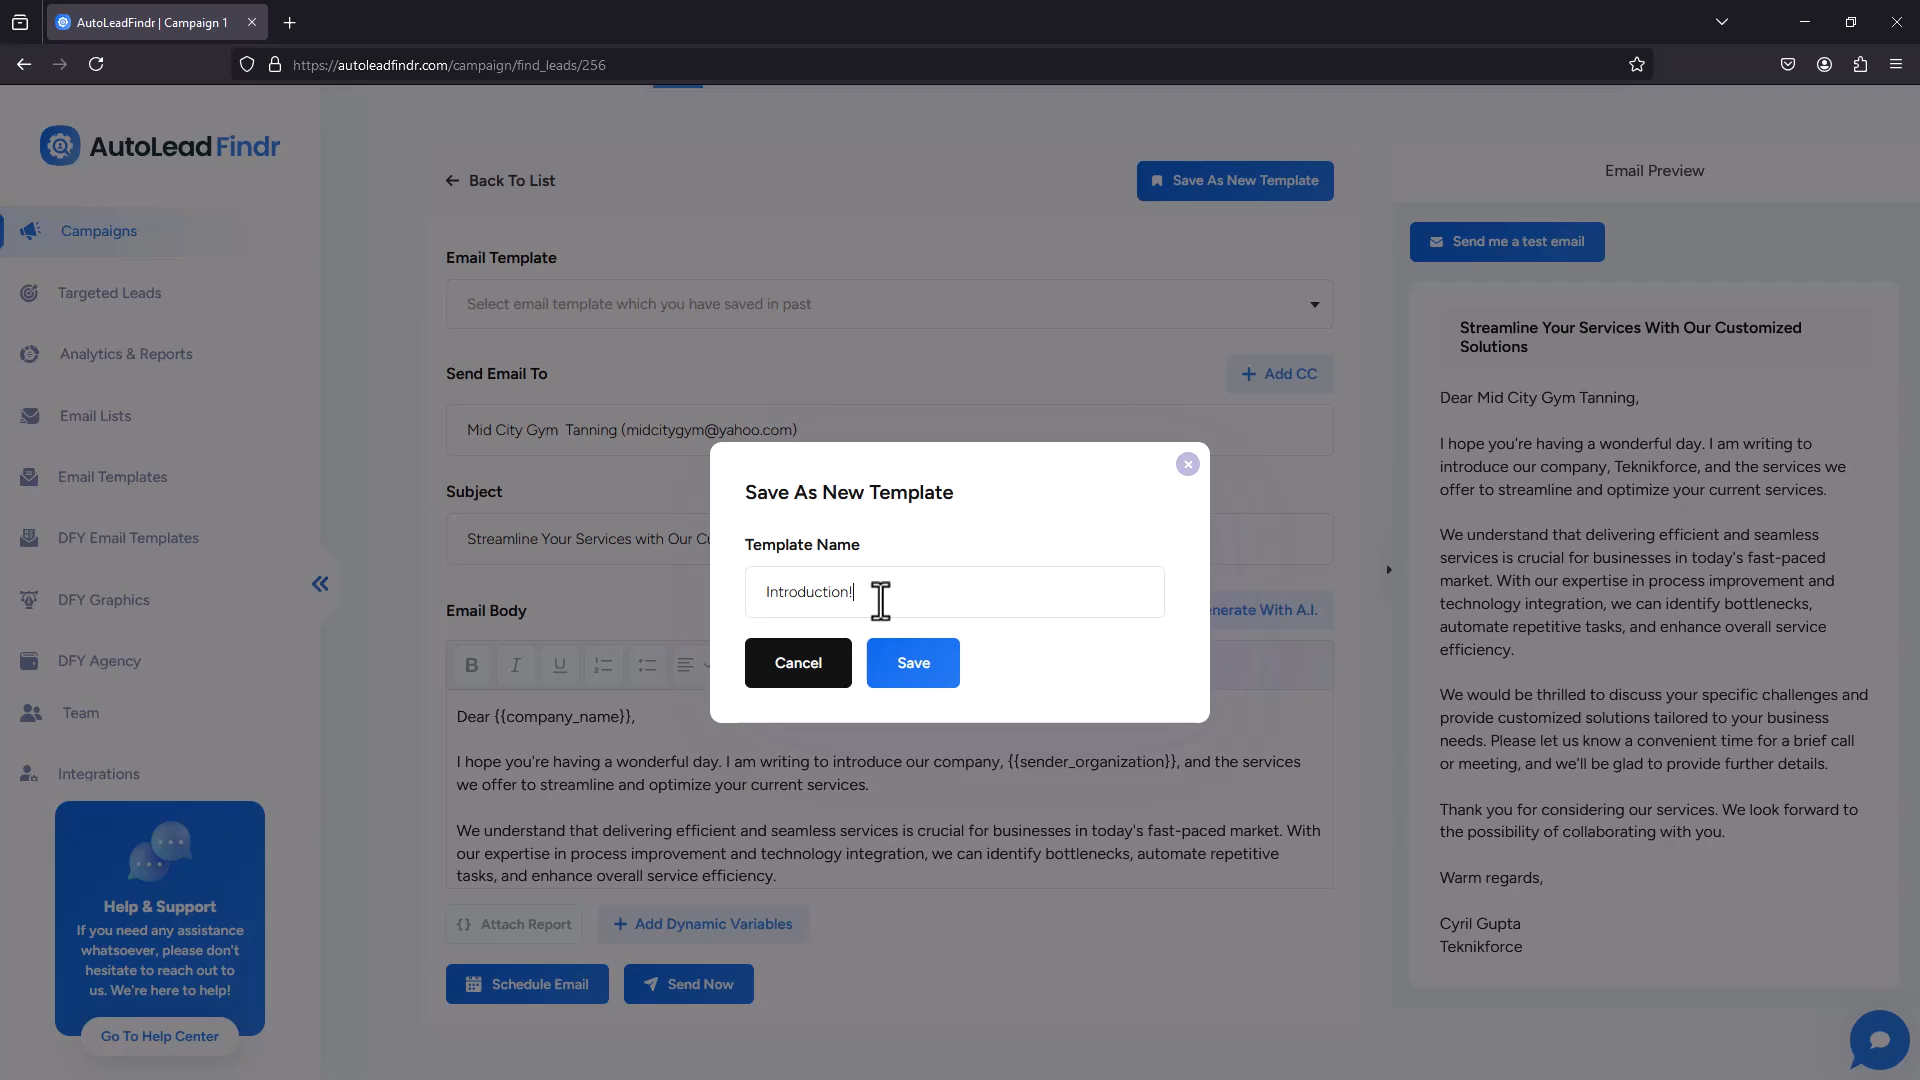 AutoLeadFindr | Campaign 1
https://autoleadfindr.com/campaign/find_leads/256
AutoLead Findr
Campaigns
Targeted Leads
Analytics & Reports
Email Lists
Email Templates
DFY Email Templates
DFY Graphics
DFY Agency
Team
Integrations
Help & Support
If you need any assistance
whatsoever, please don't
hesitate to reach out to
us. We're here to help!
Go To Help Center
Back To List
Save As New Template
Email Template
Select email template which you have saved in past
Send Email To
Add CC
Mid City Gym Tanning (midcitygym@yahoo.com)
Subject
Streamline Your Services with Our
Email Body
With A.I.
B I U
Dear {{company_name}},
I hope you're having a wonderful day. I am writing to introduce our company, {{sender_organization}}, and the services
we offer to streamline and optimize your current services.
We understand that delivering efficient and seamless services is crucial for businesses in today's fast-paced market. With
our expertise in process improvement and technology integration, we can identify bottlenecks, automate repetitive
tasks, and enhance overall service efficiency.
{} Attach Report
Add Dynamic Variables
Schedule Email
Send Now
Save As New Template
Template Name
Introduction!
Cancel
Save
Email Preview
Send me a test email
Streamline Your Services With Our Customized
Solutions
Dear Mid City Gym Tanning,
I hope you're having a wonderful day. I am writing to
introduce our company, Teknikforce, and the services we
offer to streamline and optimize your current services.
We understand that delivering efficient and seamless
services is crucial for businesses in today's fast-paced
market. With our expertise in process improvement and
technology integration, we can identify bottlenecks,
automate repetitive tasks, and enhance overall service
efficiency.
We would be thrilled to discuss your specific challenges and
provide customized solutions tailored to your business
needs. Please let us know a convenient time for a brief call
or meeting, and we'll be glad to provide further details.
Thank you for considering our services. We look forward to
the possibility of collaborating with you.
Warm regards,
Cyril Gupta
Teknikforce